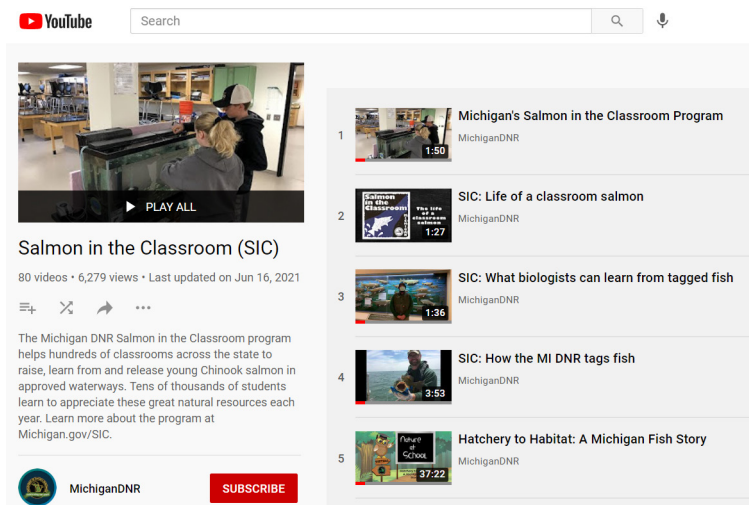 YouTube
Search
PLAY ALL
Salmon in the Classroom (SIC)
80 videos • 6,279 views • Last updated on Jun 16, 2021
The Michigan DNR Salmon in the Classroom program
helps hundreds of classrooms across the state to
raise, learn from and release young Chinook salmon in
approved waterways. Tens of thousands of students
learn to appreciate these great natural resources each
year. Learn more about the program at
Michigan.gov/SIC.
MichiganDNR
SUBSCRIBE
1
1:50
Michigan's Salmon in the Classroom Program
MichiganDNR
2
Salmon
in the
Classroom
The life
of a
classroom
salmon
1:27
SIC: Life of a classroom salmon
MichiganDNR
3
1:36
SIC: What biologists can learn from tagged fish
MichiganDNR
4
3:53
SIC: How the MI DNR tags fish
MichiganDNR
5
Nature
at
School
37:22
Hatchery to Habitat: A Michigan Fish Story
MichiganDNR